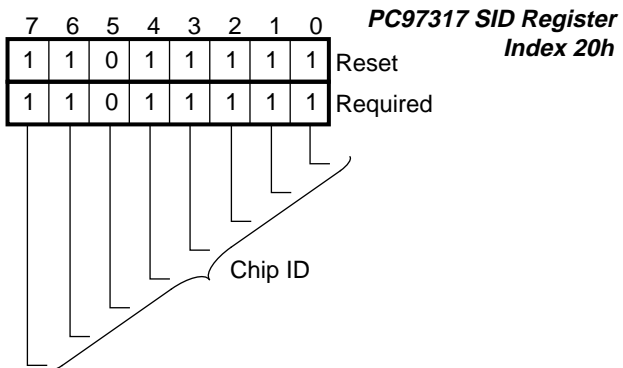 7 6 5 4 3 2 1 0
PC97317 SID Register
Index 20h
1 1 0 1 1 1 1 1 Reset
1 1 0 1 1 1 1 1 Required
Chip ID